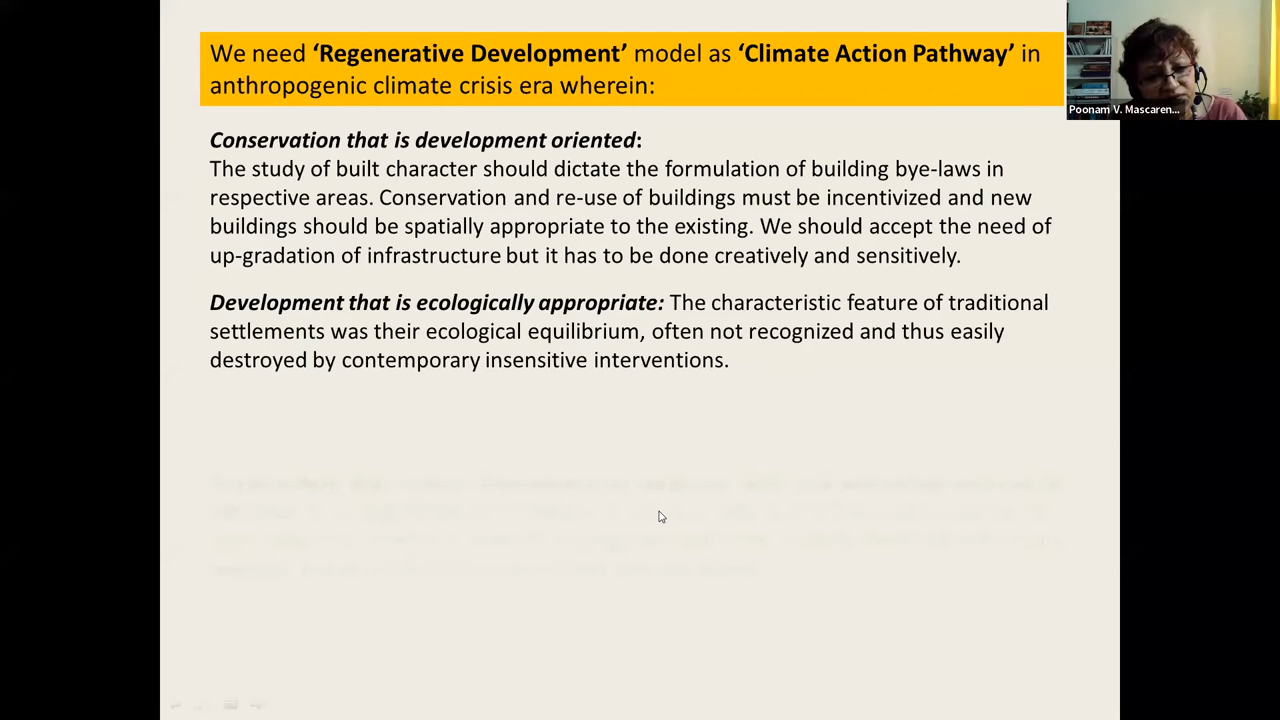 We need ‘Regenerative Development’ model as ‘Climate Action Pathway’ in
anthropogenic climate crisis era wherein:
Poonam V. Mascaren...
Conservation that is development oriented:
The study of built character should dictate the formulation of building bye-laws in
respective areas. Conservation and re-use of buildings must be incentivized and new
buildings should be spatially appropriate to the existing. We should accept the need of
up-gradation of infrastructure but it has to be done creatively and sensitively.
Development that is ecologically appropriate: The characteristic feature of traditional
settlements was their ecological equilibrium, often not recognized and thus easily
destroyed by contemporary insensitive interventions.